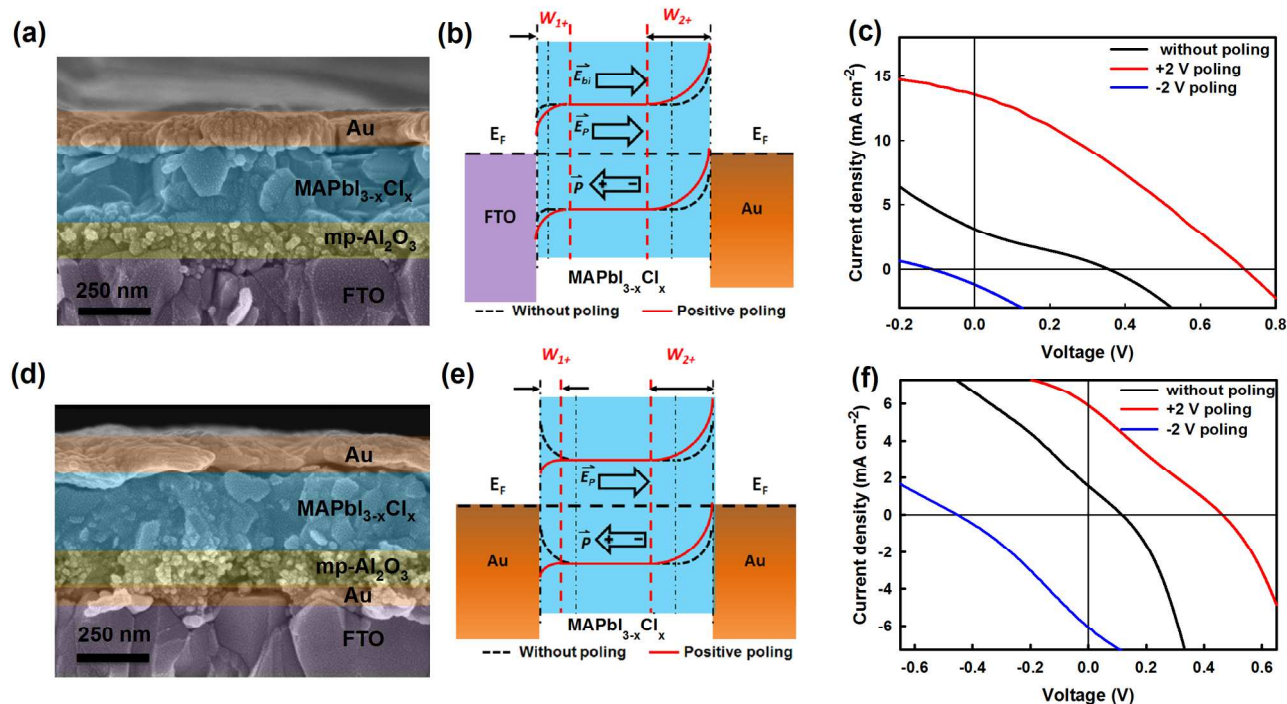 (a)
Au
MAPbI3-xClx
mp-Al2O3
FTO
250 nm
(b)
W1+ W2+
Ebi
EF EP EF
P
FTO Au
MAPbI3-xClx
Without poling Positive poling
(c)
without poling
+2 V poling
-2 V poling
Current density (mA cm-2)
15
10
5
0
-0.2 0.0 0.2 0.4 0.6 0.8
Voltage (V)
(d)
Au
MAPbI3-xClx
mp-Al2O3
Au
FTO
250 nm
(e)
W1+ W2+
EP
EF EF
P
Au Au
MAPbI3-xClx
Without poling Positive poling
(f)
without poling
+2 V poling
-2 V poling
Current density (mA cm-2)
6
4
2
0
-2
-4
-6
-0.6 -0.4 -0.2 0.0 0.2 0.4 0.6
Voltage (V)